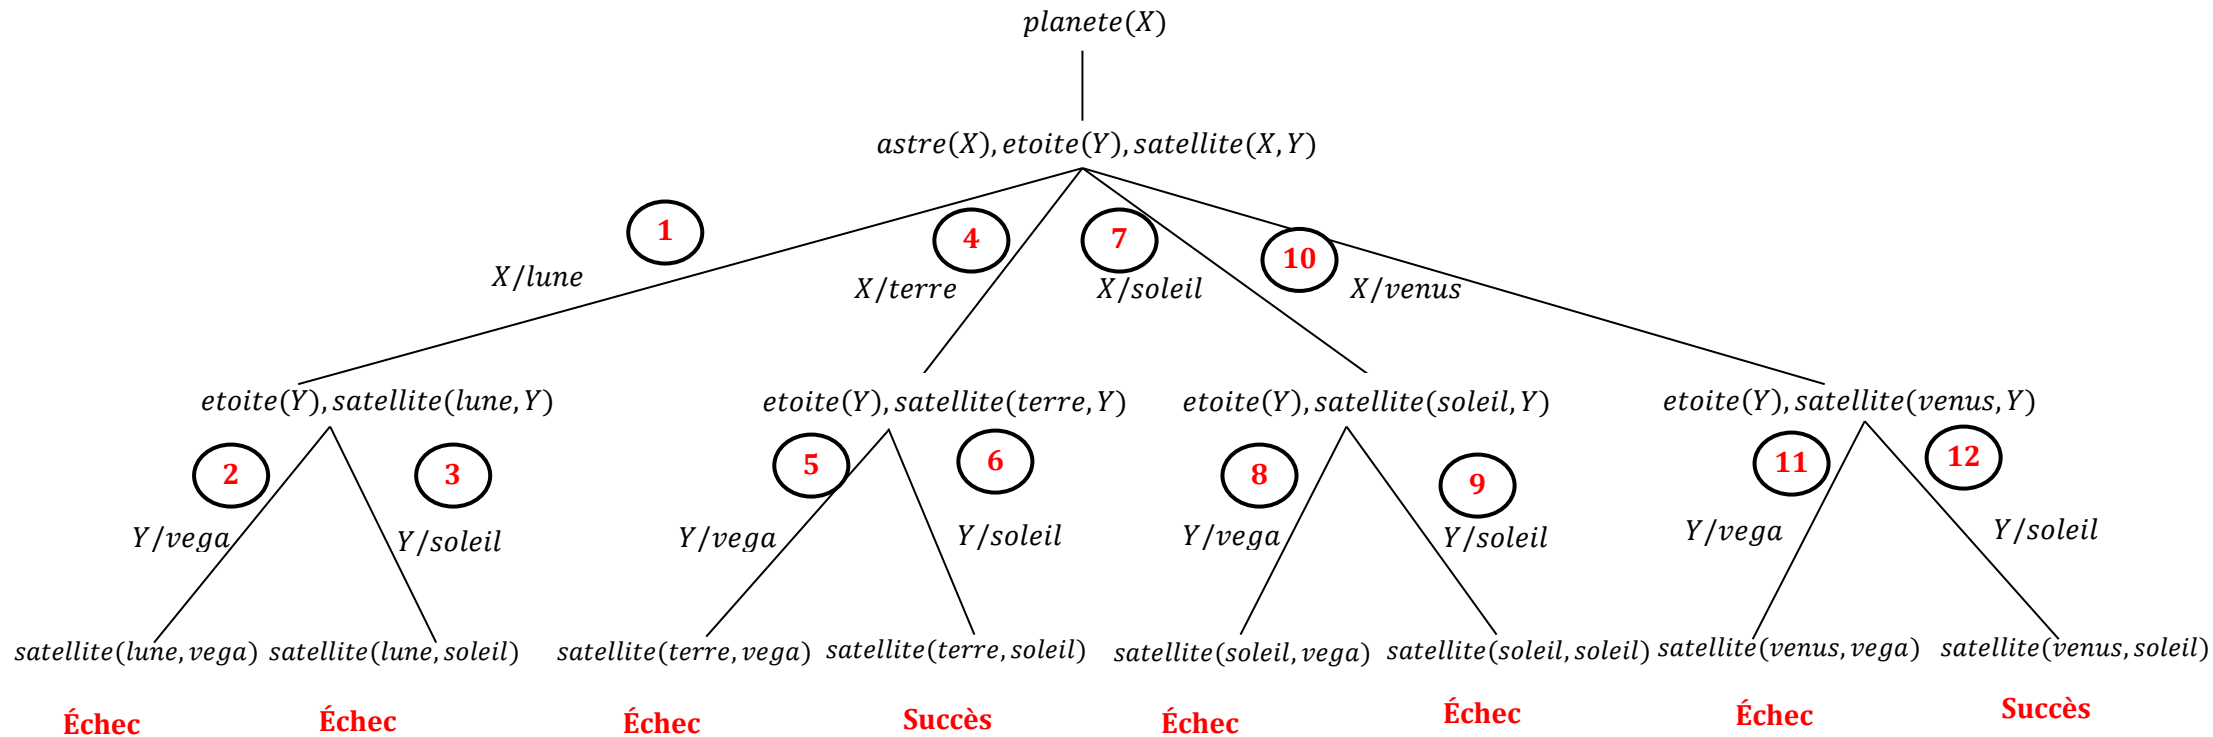 planete(X)
astre(X), etoite(Y), satellite(X, Y)
1
4
7
10
X/lune
X/terre
X/soleil
X/venus
etoite(Y), satellite(lune, Y)
etoite(Y), satellite(terre, Y)
etoite(Y), satellite(soleil, Y)
etoite(Y), satellite(venus, Y)
2
3
5
6
8
9
11
12
Y/vega
Y/soleil
Y/vega
Y/soleil
Y/vega
Y/soleil
Y/vega
Y/soleil
satellite(lune, vega)
satellite(lune, soleil)
satellite(terre, vega)
satellite(terre, soleil)
satellite(soleil, vega)
satellite(soleil, soleil)
satellite(venus, vega)
satellite(venus, soleil)
Échec
Échec
Échec
Succès
Échec
Échec
Échec
Succès